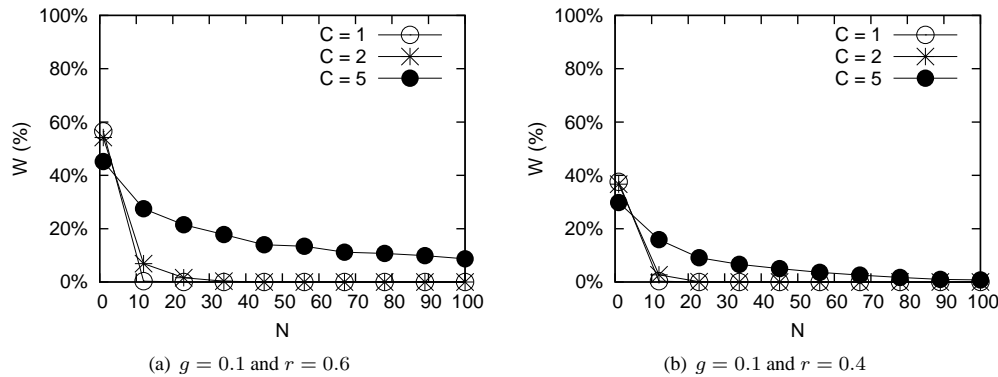 100%
80%
60%
40%
20%
0%
W (%)
0 10 20 30 40 50 60 70 80 90 100
N
C = 1
C = 2
C = 5
(a) g = 0.1 and r = 0.6
100%
80%
60%
40%
20%
0%
W (%)
0 10 20 30 40 50 60 70 80 90 100
N
C = 1
C = 2
C = 5
(b) g = 0.1 and r = 0.4